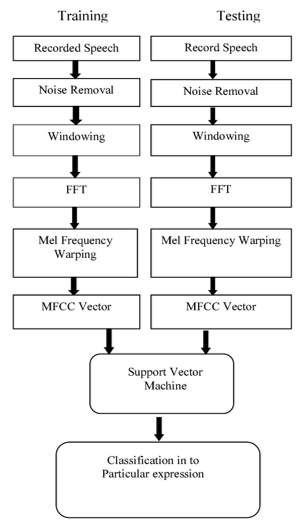 Training
Testing
Recorded Speech
Record Speech
Noise Removal
Noise Removal
Windowing
Windowing
FFT
FFT
Mel Frequency
Warping
Mel Frequency Warping
MFCC Vector
MFCC Vector
Support Vector
Machine
Classification in to
Particular expression